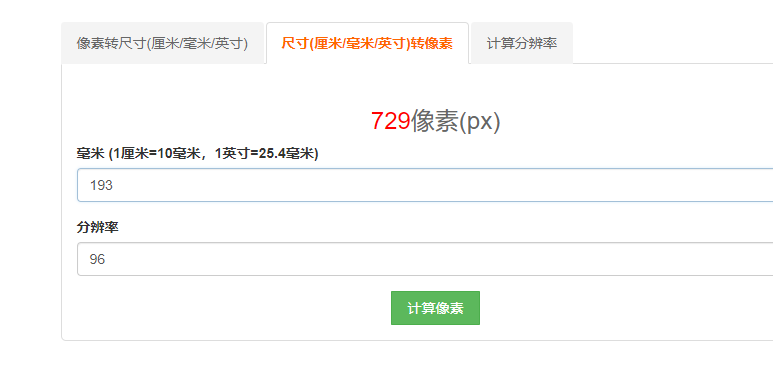 像素转尺寸(厘米/毫米/英寸) 尺寸(厘米/毫米/英寸)转像素 计算分辨率
729像素(px)
毫米 (1厘米=10毫米，1英寸=25.4毫米)
193
分辨率
96
计算像素